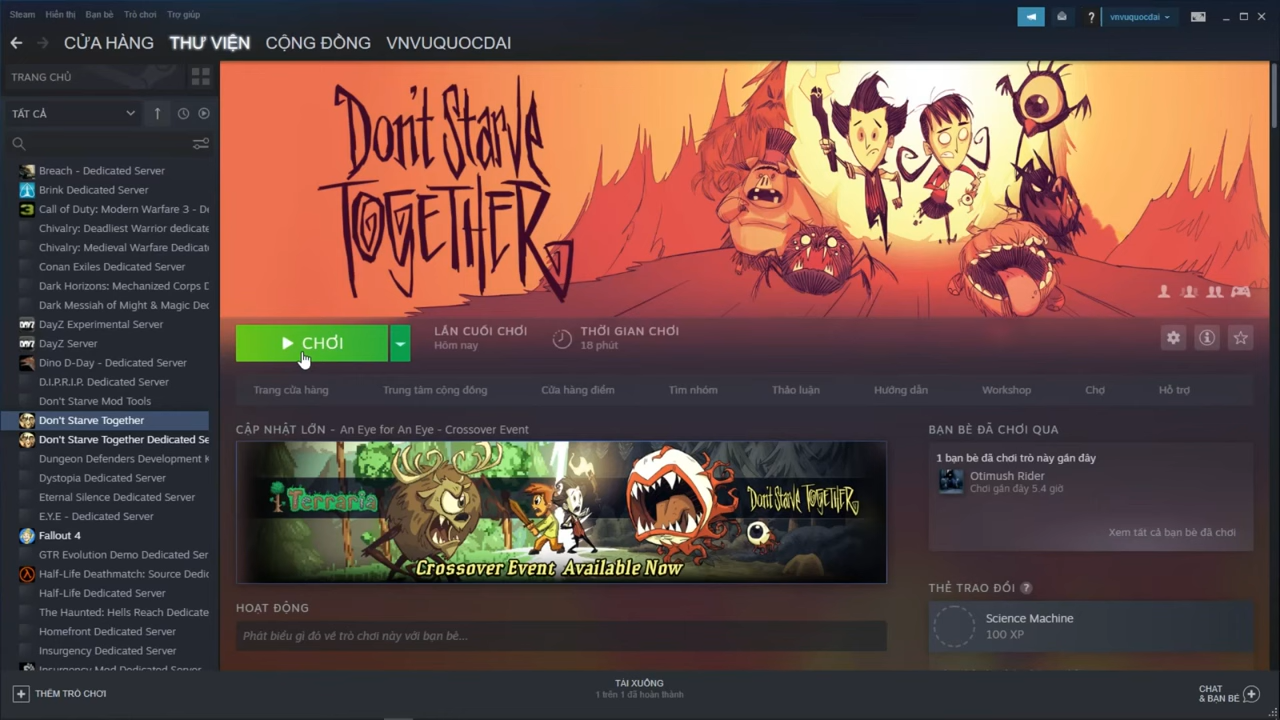 Steam Hiển thị Bạn bè Trò chơi Trợ giúp
vnvuquocdai
CỬA HÀNG THƯ VIỆN CỘNG ĐỒNG VNVUQUOCDAI
TRANG CHỦ
TẤT CẢ
Breach - Dedicated Server
Brink Dedicated Server
Call of Duty: Modern Warfare 3 - De
Chivalry: Deadliest Warrior dedicate
Chivalry: Medieval Warfare Dedicat
Conan Exiles Dedicated Server
Dark Horizons: Mechanized Corps D
Dark Messiah of Might & Magic Dec
DayZ Experimental Server
DayZ Server
Dino D-Day - Dedicated Server
D.I.P.R.I.P. Dedicated Server
Don't Starve Mod Tools
Don't Starve Together
Don't Starve Together Dedicated Se
Dungeon Defenders Development K
Dystopia Dedicated Server
Eternal Silence Dedicated Server
E.Y.E - Dedicated Server
Fallout 4
GTR Evolution Demo Dedicated Ser
Half-Life Deathmatch: Source Dedic
Half-Life Dedicated Server
The Haunted: Hells Reach Dedicate
Homefront Dedicated Server
Insurgency Dedicated Server
Insurgency Mod Dedicated Server
Don't Starve
TOGETHER
CHƠI
LẦN CUỐI CHƠI
Hôm nay
THỜI GIAN CHƠI
18 phút
Trang cửa hàng Trung tâm cộng đồng Cửa hàng điểm Tìm nhóm Thảo luận Hướng dẫn Workshop Chợ Hỗ trợ
CẬP NHẬT LỚN - An Eye for An Eye - Crossover Event
Terraria
Don't Starve
TOGETHER
Crossover Event Available Now
HOẠT ĐỘNG
Phát biểu gì đó về trò chơi này với bạn bè...
BẠN BÈ ĐÃ CHƠI QUA
1 bạn bè đã chơi trò này gần đây
Otimush Rider
Chơi gần đây 5.4 giờ
Xem tất cả bạn bè đã chơi
THẺ TRAO ĐỔI ?
Science Machine
100 XP
THÊM TRÒ CHƠI
TẢI XUỐNG
1 trên 1 đã hoàn thành
CHAT
& BẠN BÈ